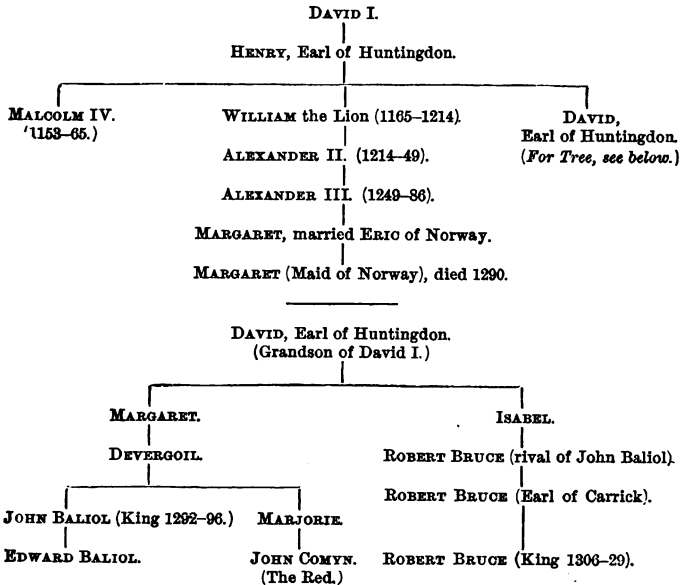 DAVID I.
HENRY, Earl of Huntingdon.
MALCOLM IV. WILLIAM the Lion (1165–1214). DAVID,
'1153–65.) Earl of Huntingdon.
ALEXANDER II. (1214–49). (For Tree, see below.)
ALEXANDER III. (1249–86).
MARGARET, married ERIC of Norway.
MARGARET (Maid of Norway), died 1290.
DAVID, Earl of Huntingdon.
(Grandson of David I.)
MARGARET. ISABEL.
DEVERGOIL. ROBERT BRUCE (rival of John Baliol).
ROBERT BRUCE (Earl of Carrick).
JOHN BALIOL (King 1292–96.) MARJORIE.
EDWARD BALIOL. JOHN COMYN. ROBERT BRUCE (King 1306–29).
(The Red.)